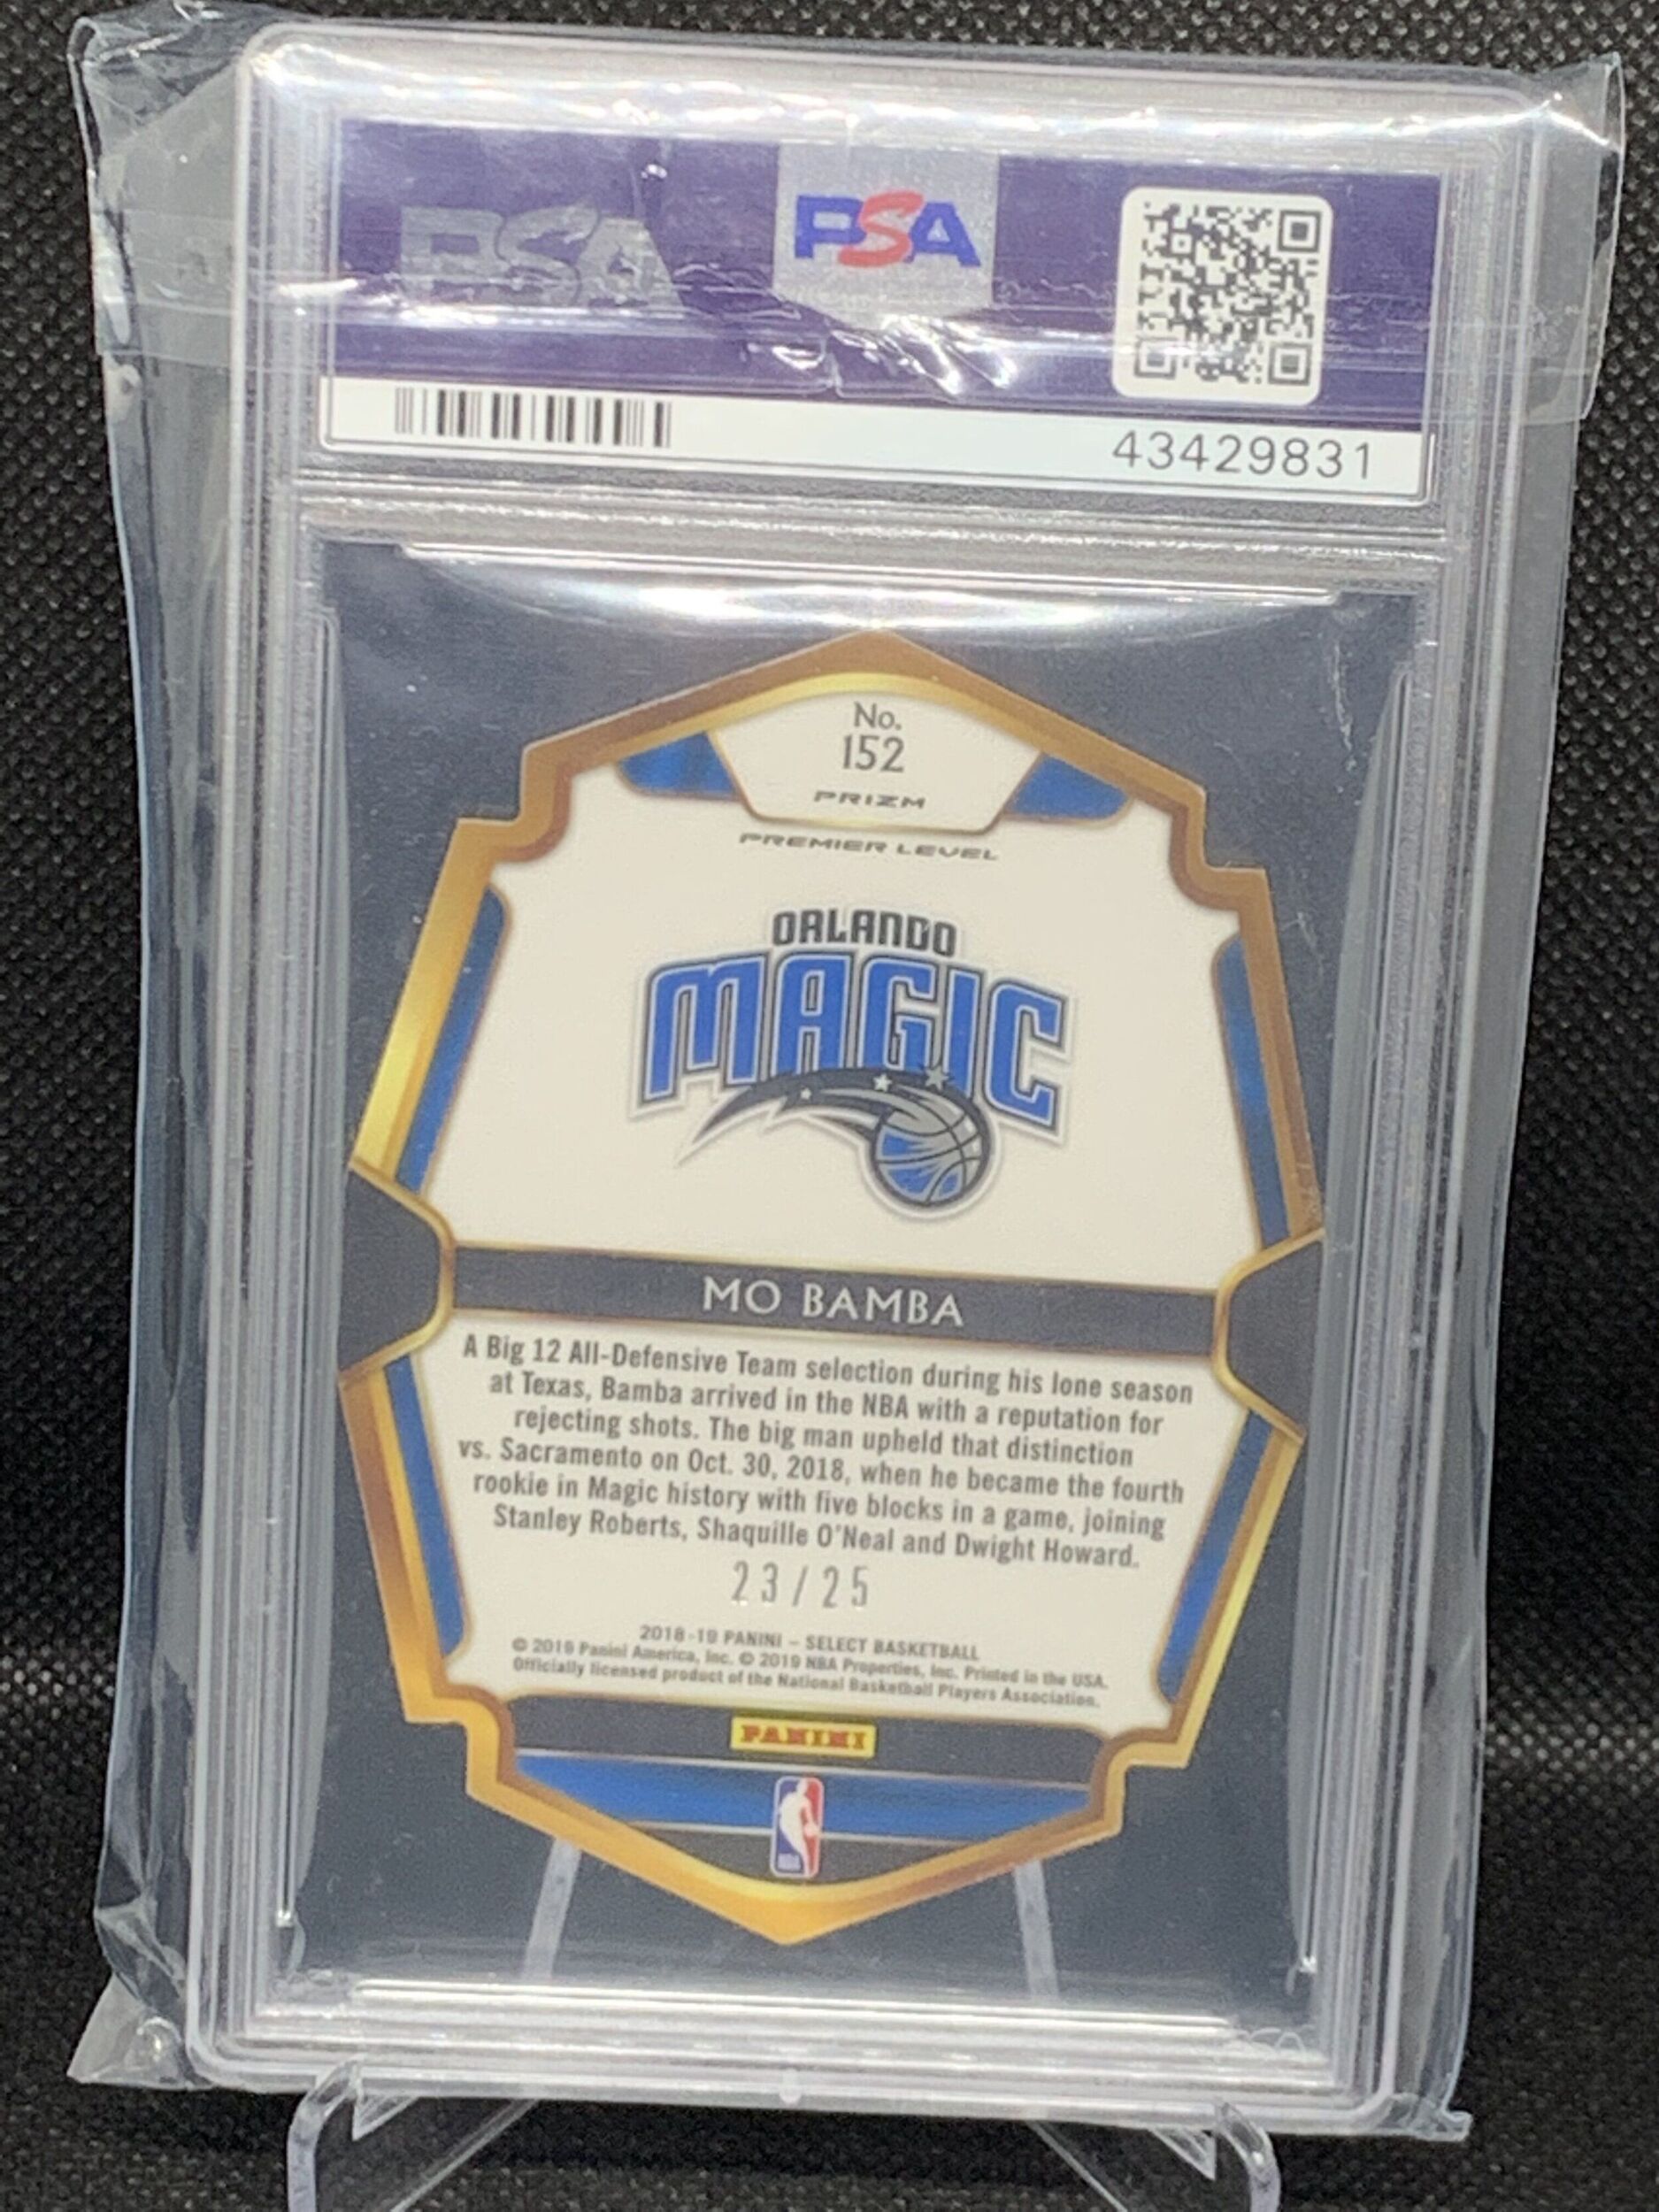 PSA PSA
43429831
No.
152
PRIZM
PREMIER LEVEL
ORLANDO
MAGIC
MO BAMBA
A Big 12 All-Defensive Team selection during his lone season
at Texas, Bamba arrived in the NBA with a reputation for
rejecting shots. The big man upheld that distinction
vs. Sacramento on Oct. 30, 2018, when he became the fourth
rookie in Magic history with five blocks in a game, joining
Stanley Roberts, Shaquille O'Neal and Dwight Howard.
23/25
2018-19 PANINI – SELECT BASKETBALL
© 2019 Panini America, Inc. © 2019 NBA Properties, Inc. Printed in the USA.
Officially licensed product of the National Basketball Players Association.
PANINI
NBA